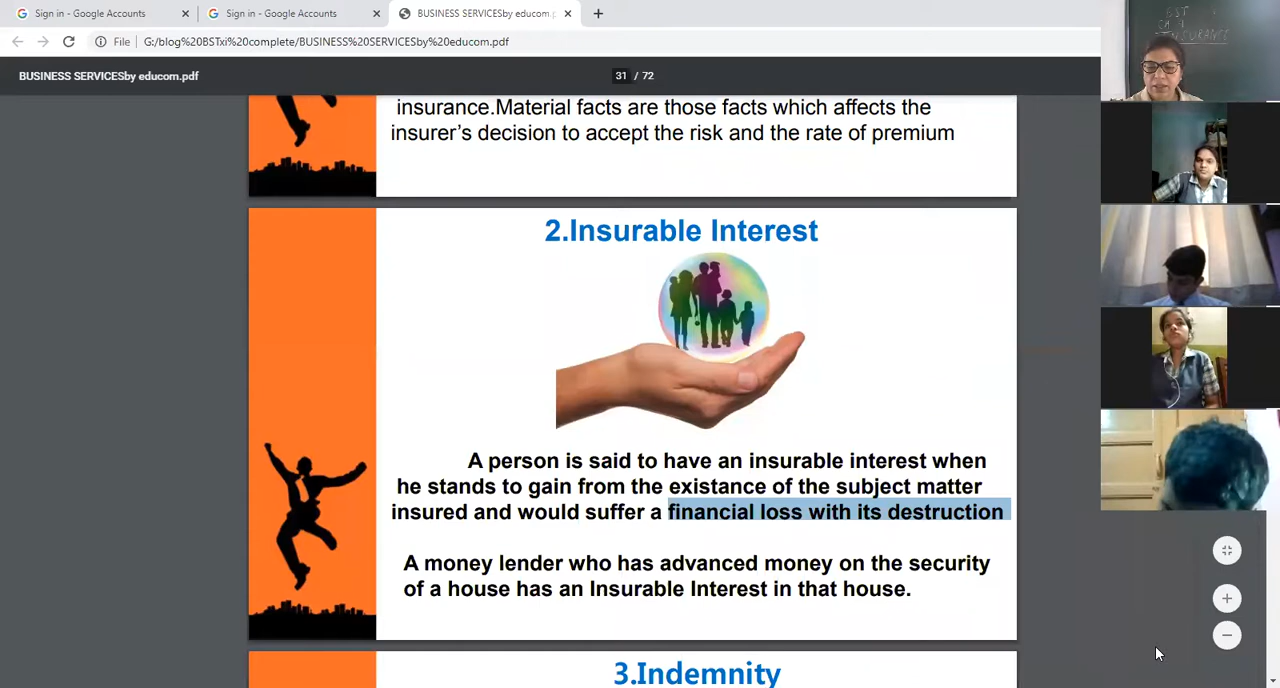 Sign in - Google Accounts
Sign in - Google Accounts
BUSINESS SERVICESby educom.p
File
G:/blog%20BSTxi%20complete/BUSINESS%20SERVICESby%20educom.pdf
BUSINESS SERVICESby educom.pdf
31 / 72
BST
CH 4
INSURANCE
insurance.Material facts are those facts which affects the
insurer's decision to accept the risk and the rate of premium
2.Insurable Interest
A person is said to have an insurable interest when
he stands to gain from the existance of the subject matter
insured and would suffer a financial loss with its destruction
A money lender who has advanced money on the security
of a house has an Insurable Interest in that house.
3.Indemnity